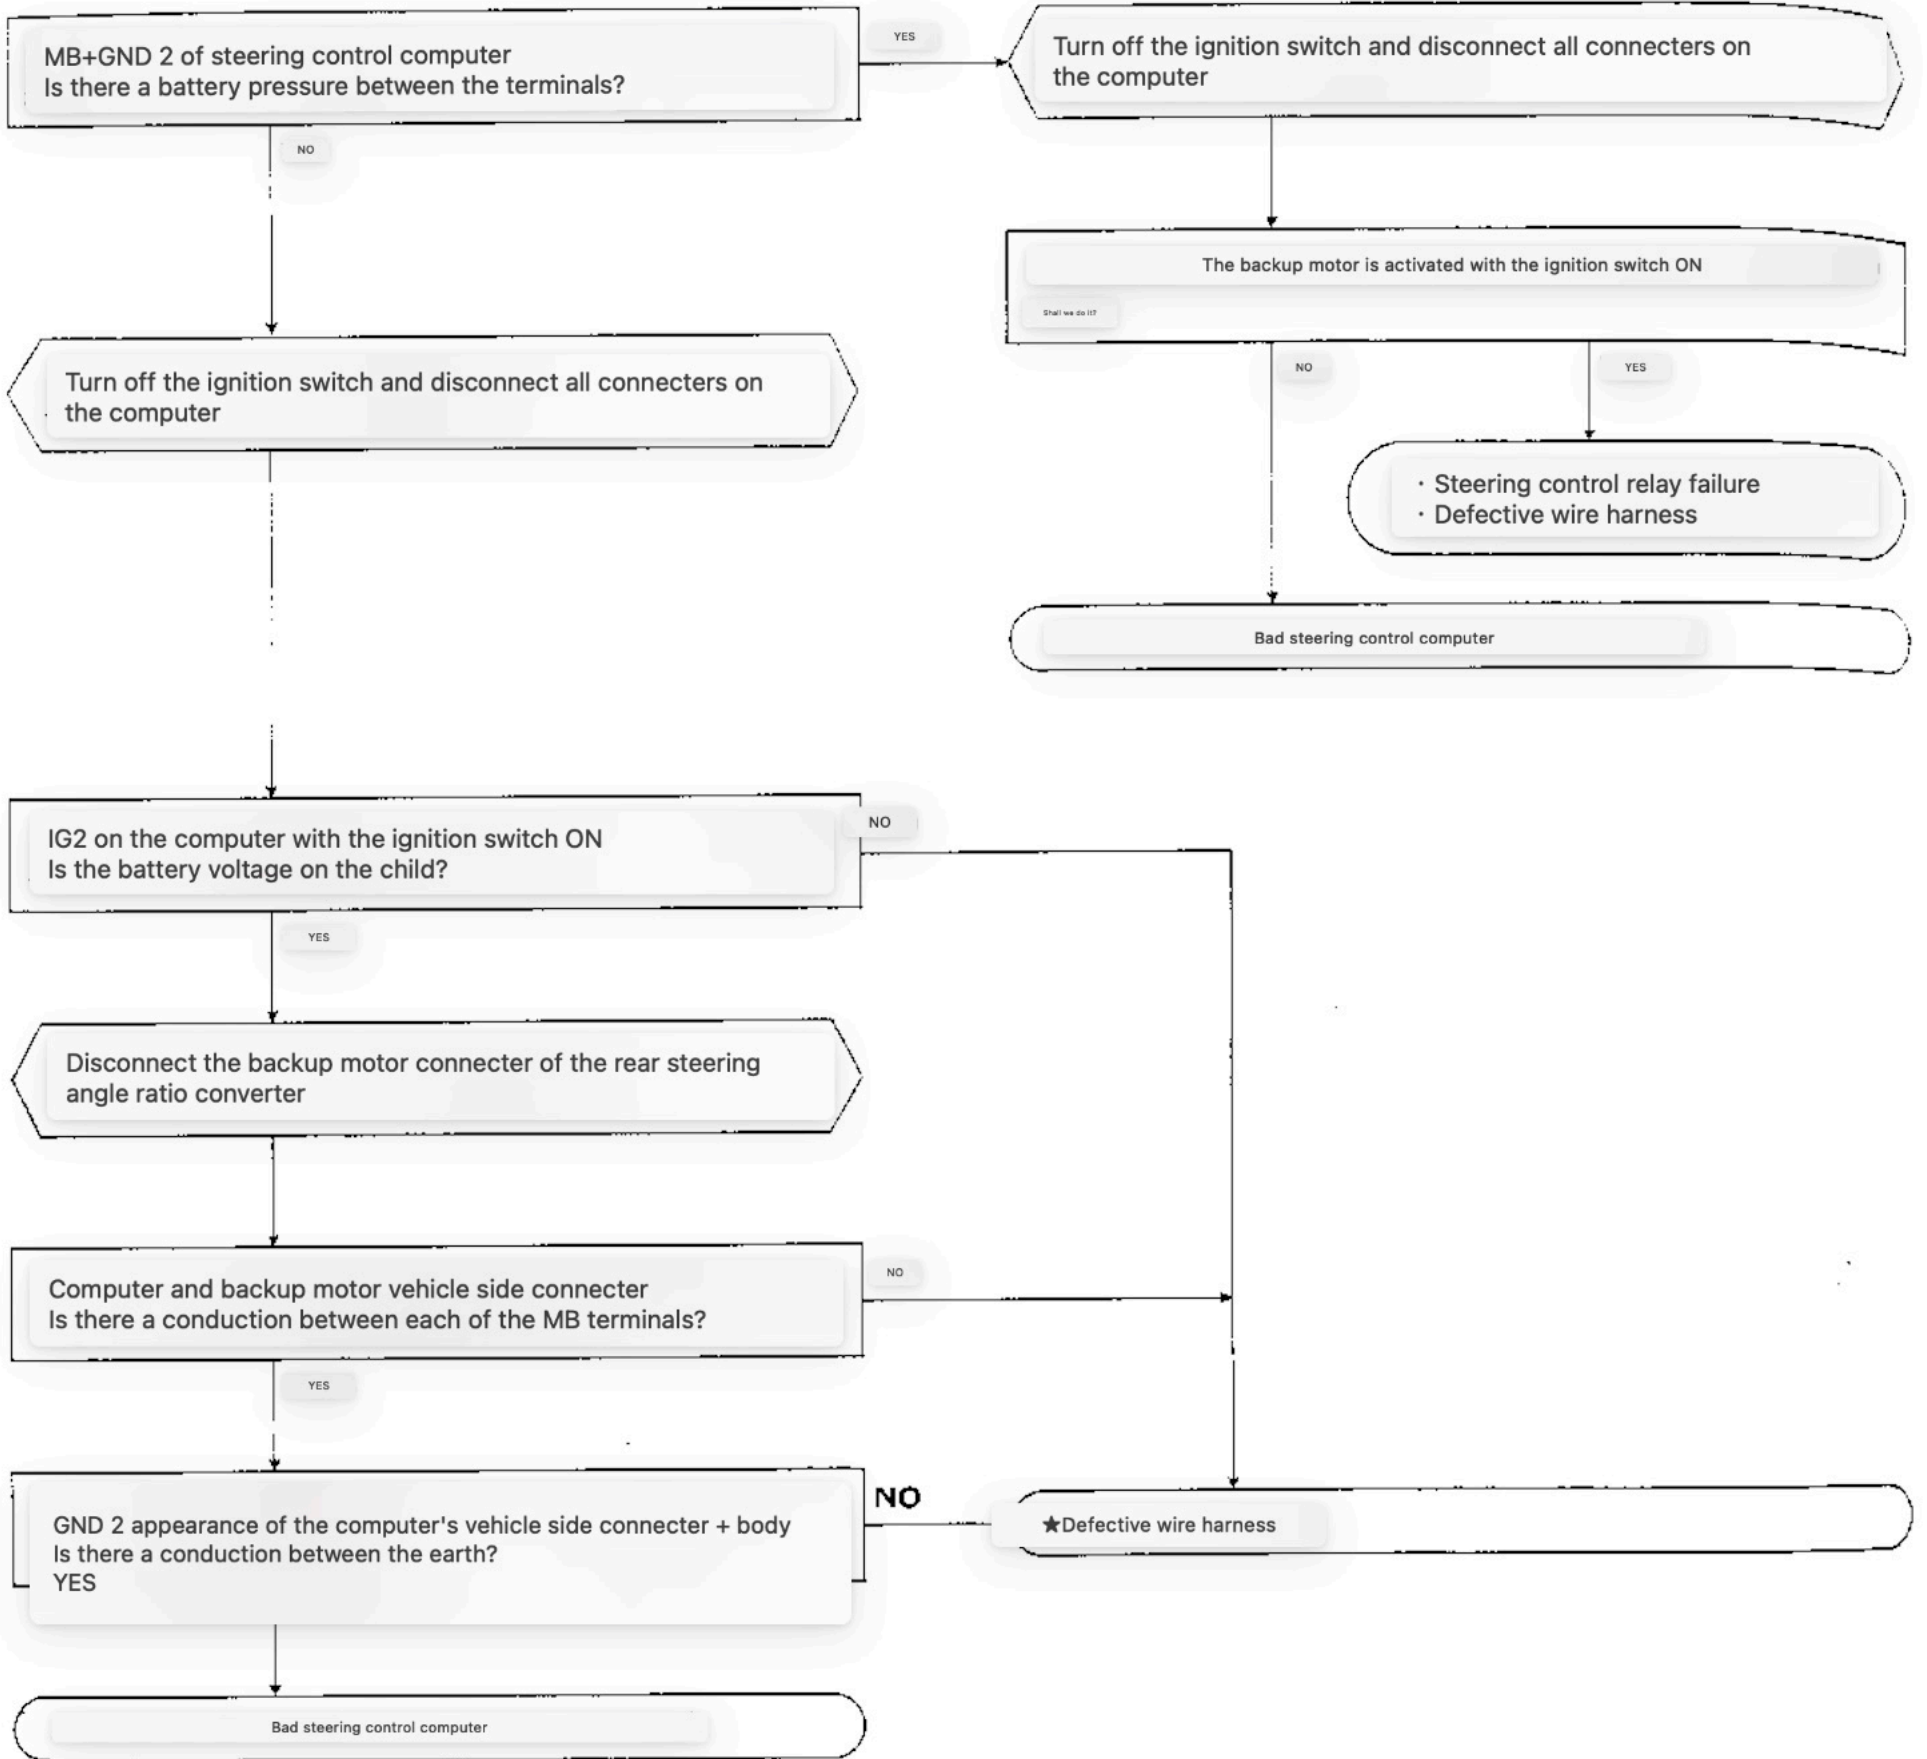 MB+GND 2 of steering control computer
Is there a battery pressure between the terminals?
YES
Turn off the ignition switch and disconnect all connecters on
the computer
NO
The backup motor is activated with the ignition switch ON
Shall we do it?
NO
YES
Turn off the ignition switch and disconnect all connecters on
the computer
・Steering control relay failure
・Defective wire harness
Bad steering control computer
IG2 on the computer with the ignition switch ON
Is the battery voltage on the child?
NO
YES
Disconnect the backup motor connecter of the rear steering
angle ratio converter
Computer and backup motor vehicle side connecter
Is there a conduction between each of the MB terminals?
NO
YES
GND 2 appearance of the computer's vehicle side connecter + body
Is there a conduction between the earth?
YES
NO
★Defective wire harness
Bad steering control computer